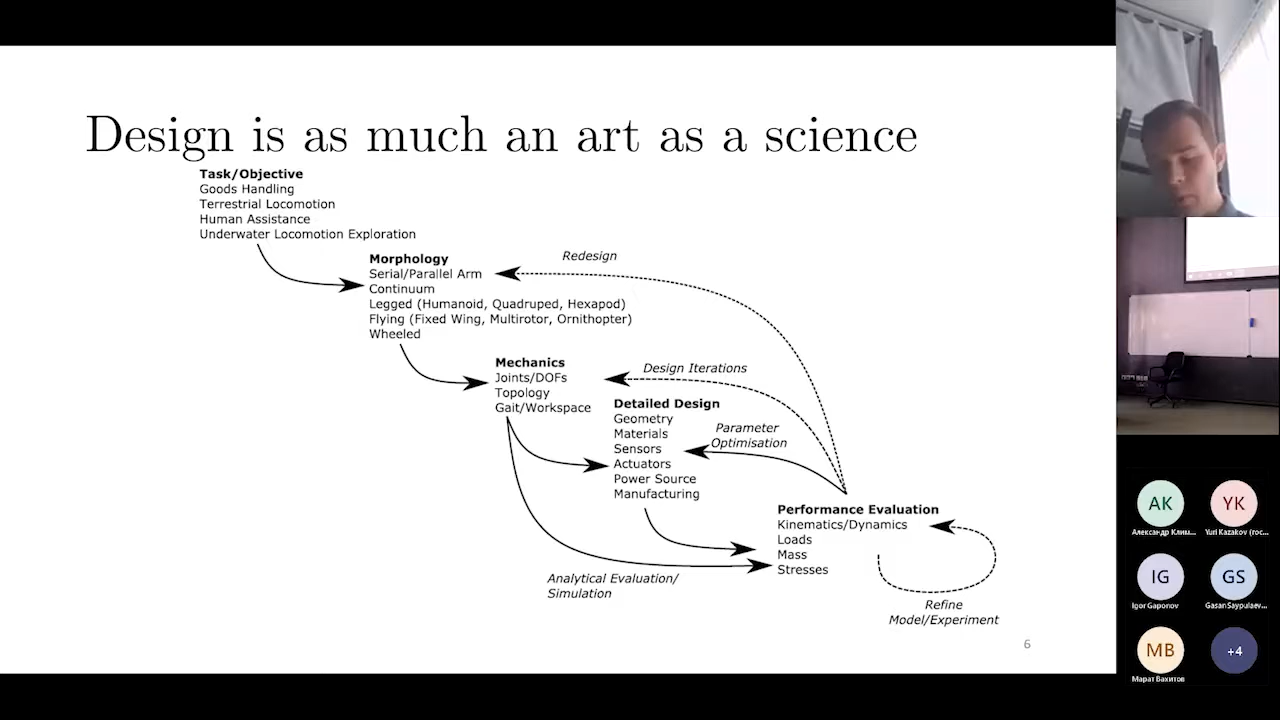 Design is as much an art as a science
Task/Objective
Goods Handling
Terrestrial Locomotion
Human Assistance
Underwater Locomotion Exploration
Morphology
Serial/Parallel Arm
Continuum
Legged (Humanoid, Quadruped, Hexapod)
Flying (Fixed Wing, Multirotor, Ornithopter)
Wheeled
Redesign
Mechanics
Joints/DOFs
Topology
Gait/Workspace
Design Iterations
Detailed Design
Geometry
Materials
Sensors
Actuators
Power Source
Manufacturing
Parameter
Optimisation
Performance Evaluation
Kinematics/Dynamics
Loads
Mass
Stresses
Analytical Evaluation/
Simulation
Refine
Model/Experiment
6
AK
YK
Александр Клим...
Yuri Kazakov (гос...
IG
GS
Igor Gaponov
Gasan Saypulaev...
MB
+4
Марат Вахитов